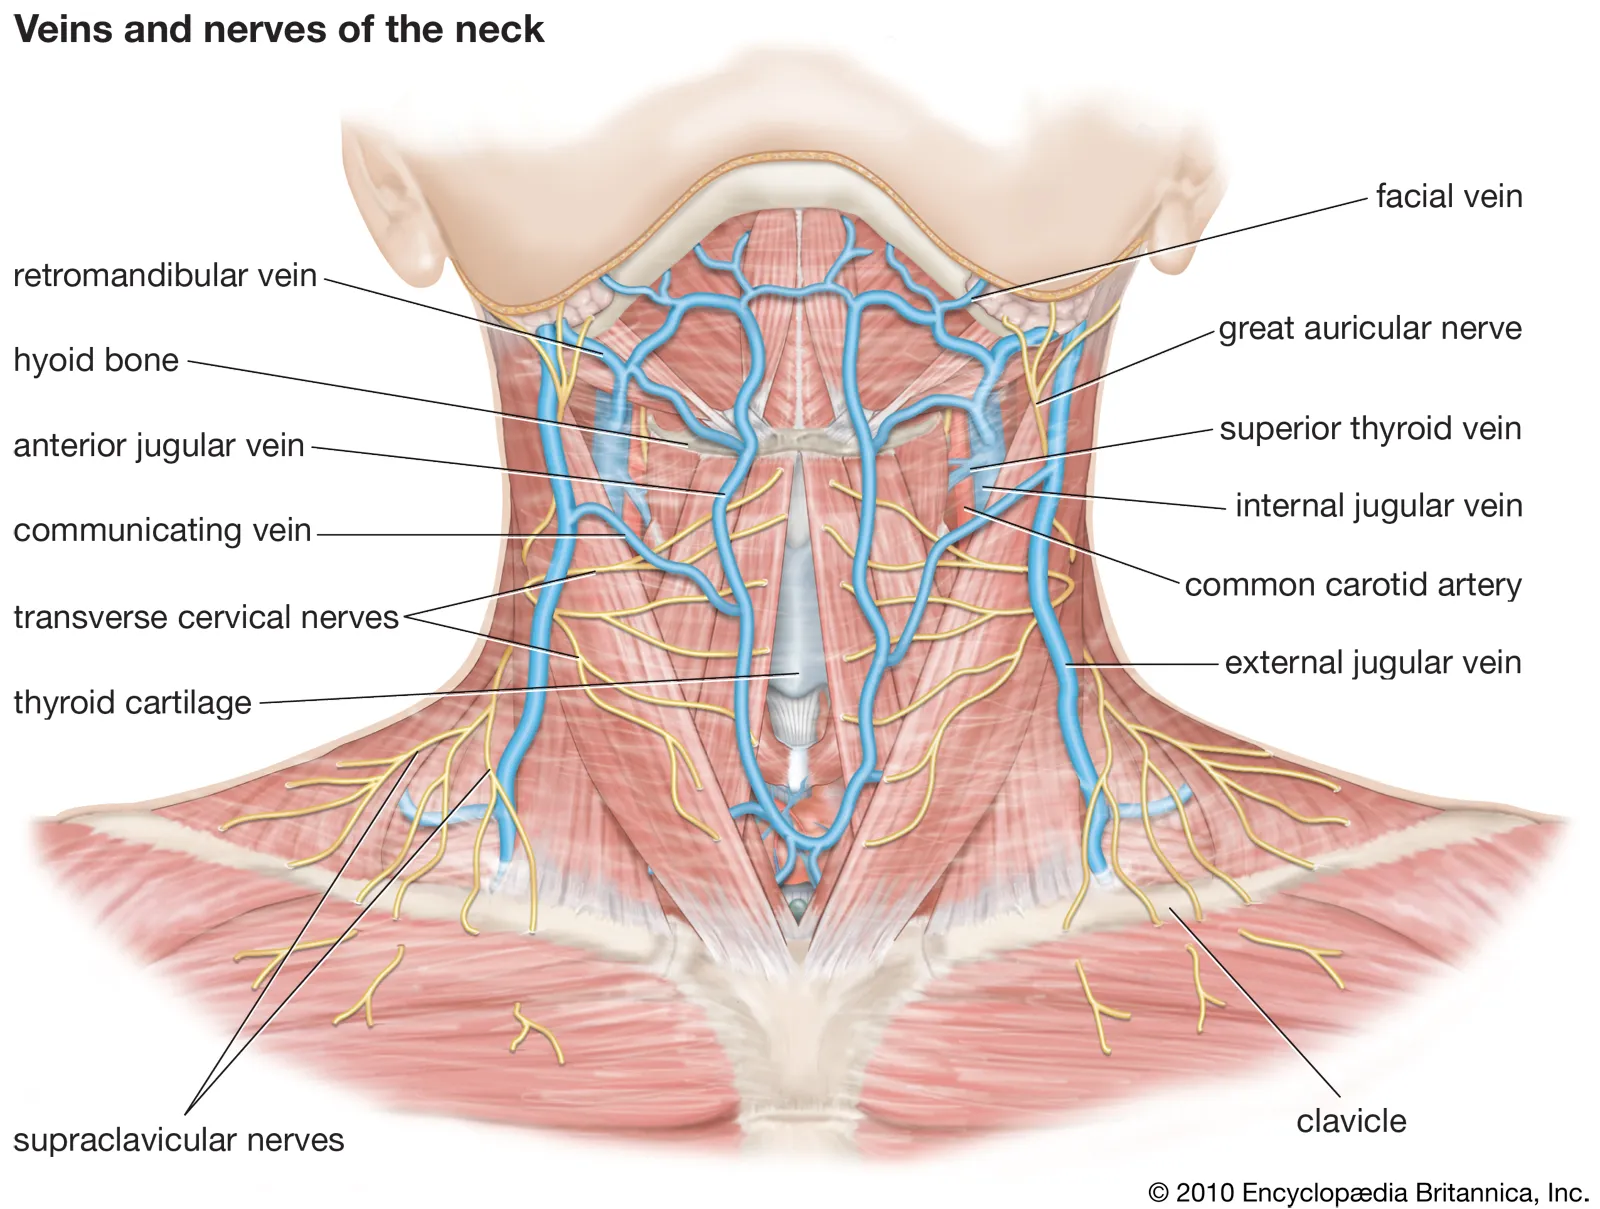 Veins and nerves of the neck
retromandibular vein
hyoid bone
anterior jugular vein
communicating vein
transverse cervical nerves
thyroid cartilage
supraclavicular nerves
facial vein
great auricular nerve
superior thyroid vein
internal jugular vein
common carotid artery
external jugular vein
clavicle
© 2010 Encyclopædia Britannica, Inc.